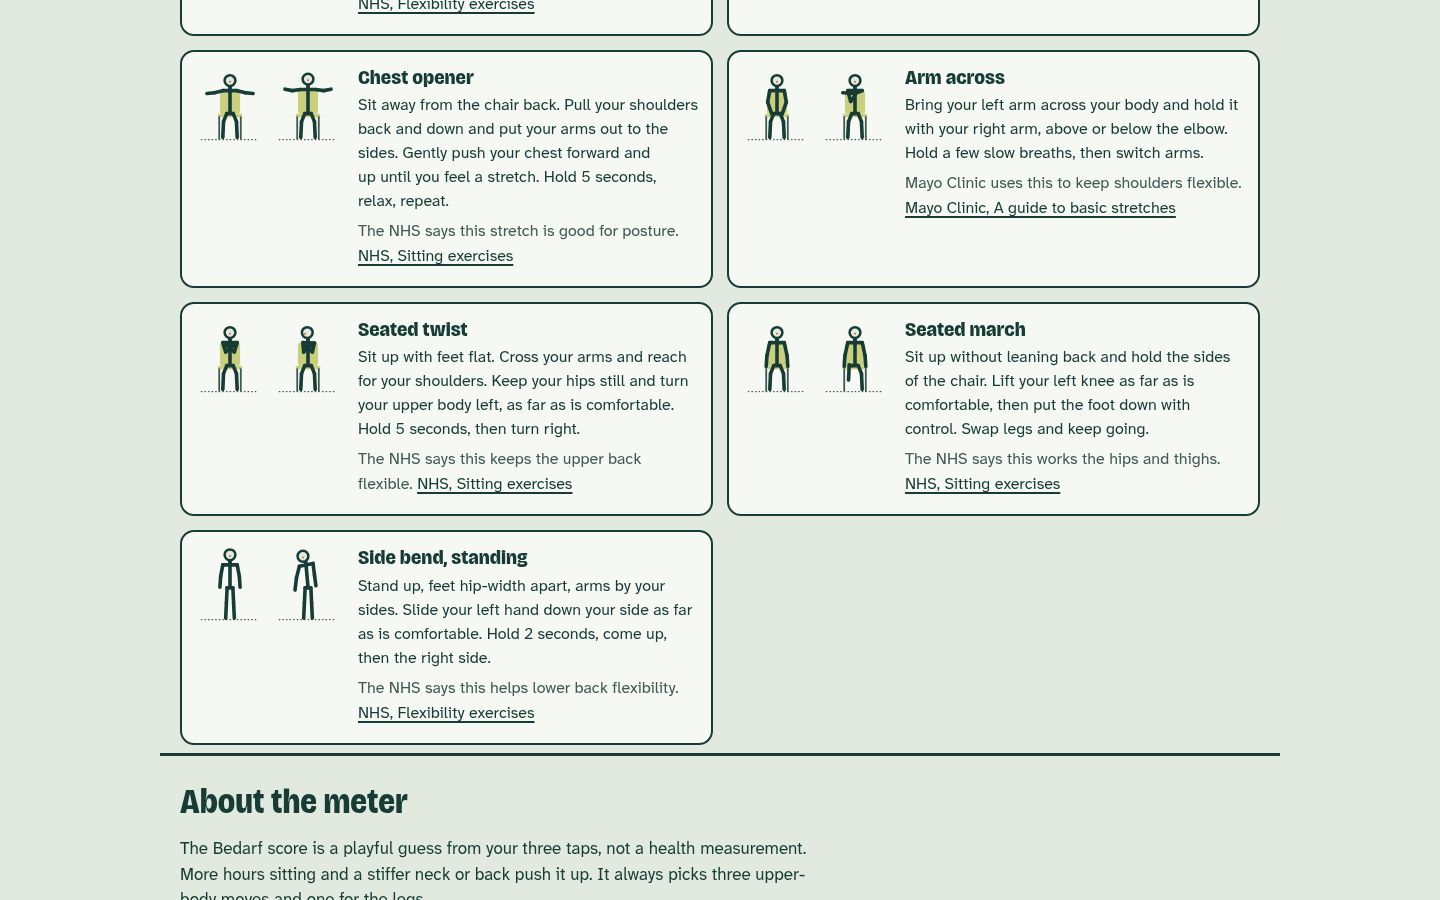 NHS, Flexibility exercises
Chest opener
Sit away from the chair back. Pull your shoulders
back and down and put your arms out to the
sides. Gently push your chest forward and
up until you feel a stretch. Hold 5 seconds,
relax, repeat.
The NHS says this stretch is good for posture.
NHS, Sitting exercises
Arm across
Bring your left arm across your body and hold it
with your right arm, above or below the elbow.
Hold a few slow breaths, then switch arms.
Mayo Clinic uses this to keep shoulders flexible.
Mayo Clinic, A guide to basic stretches
Seated twist
Sit up with feet flat. Cross your arms and reach
for your shoulders. Keep your hips still and turn
your upper body left, as far as is comfortable.
Hold 5 seconds, then turn right.
The NHS says this keeps the upper back
flexible. NHS, Sitting exercises
Seated march
Sit up without leaning back and hold the sides
of the chair. Lift your left knee as far as is
comfortable, then put the foot down with
control. Swap legs and keep going.
The NHS says this works the hips and thighs.
NHS, Sitting exercises
Side bend, standing
Stand up, feet hip-width apart, arms by your
sides. Slide your left hand down your side as far
as is comfortable. Hold 2 seconds, come up,
then the right side.
The NHS says this helps lower back flexibility.
NHS, Flexibility exercises
About the meter
The Bedarf score is a playful guess from your three taps, not a health measurement.
More hours sitting and a stiffer neck or back push it up. It always picks three upper-
body moves and one for the legs.